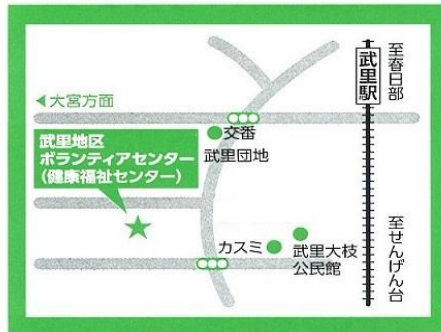 至春日部
武里駅
◀大宮方面
交番
武里団地
武里地区
ボランティアセンター
(健康福祉センター)
カスミ
武里大枝
公民館
至せんげん台